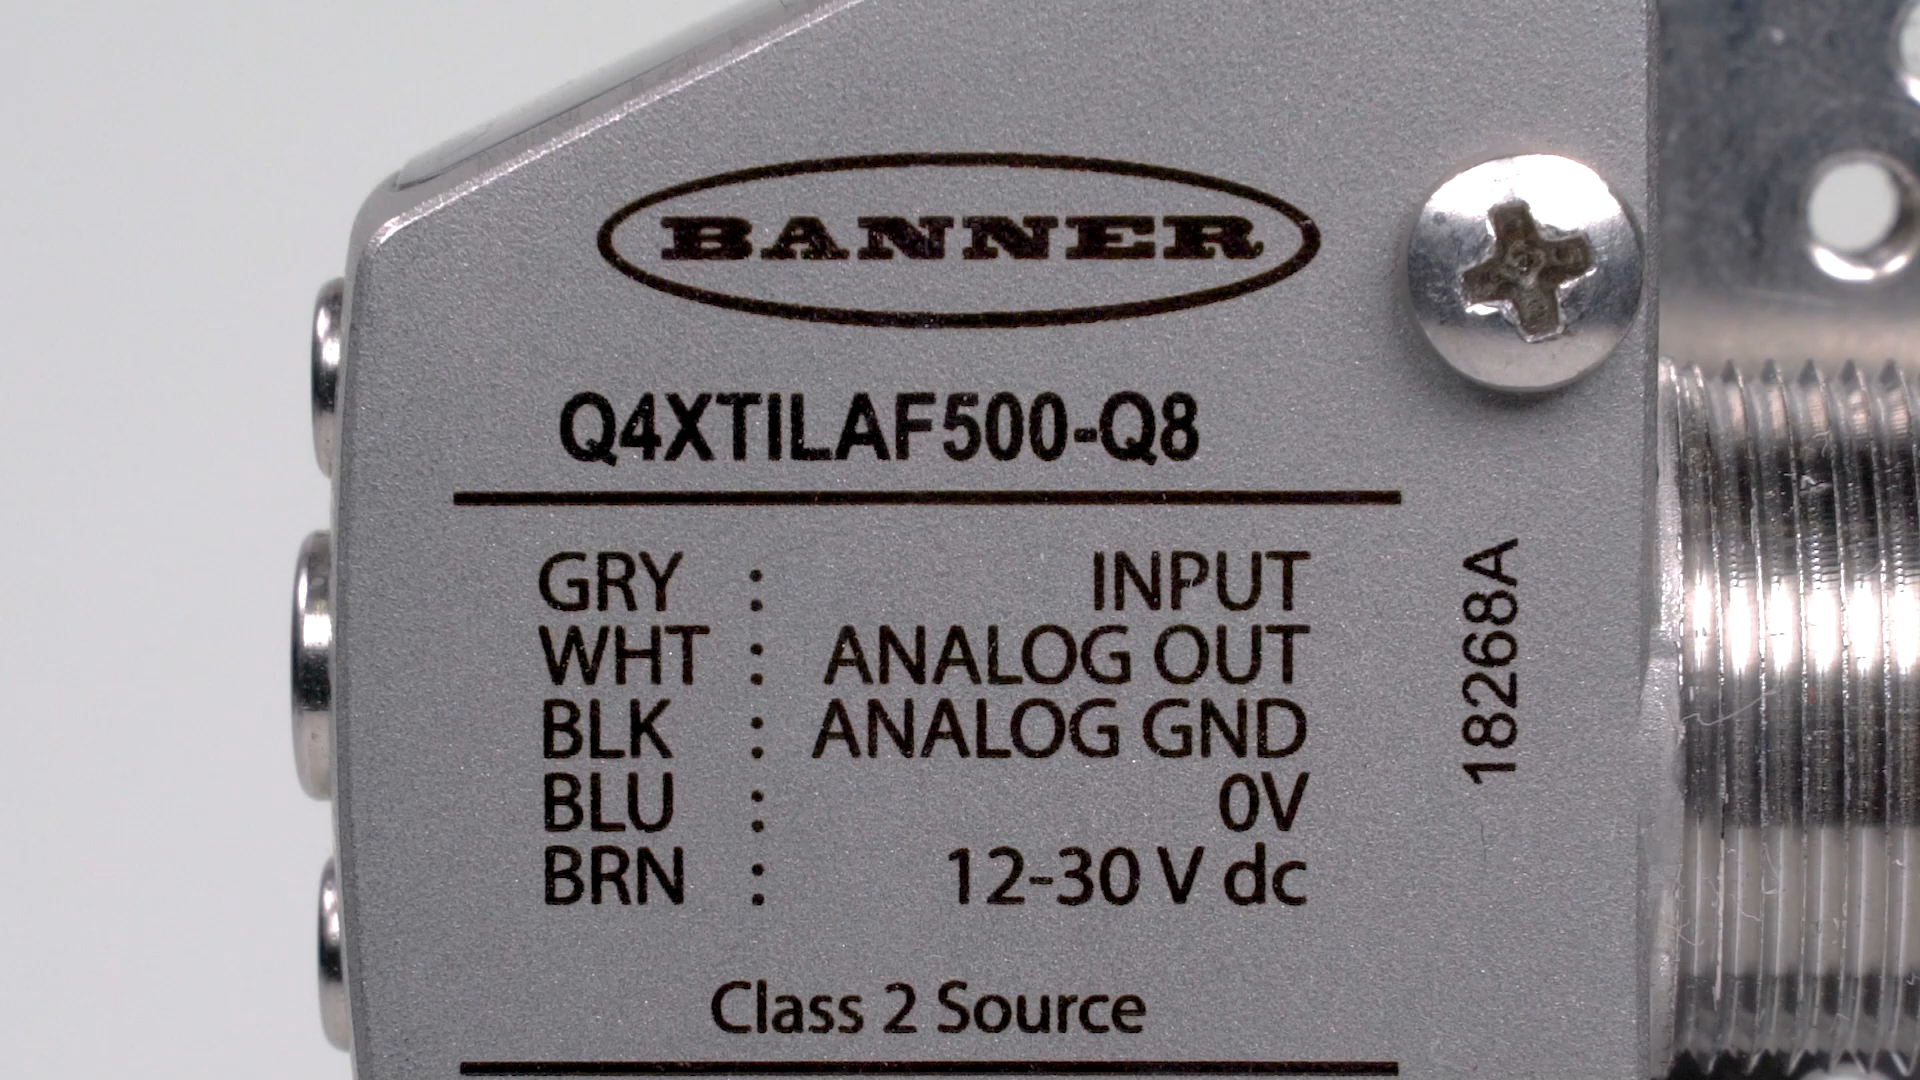 BANNER
Q4XTILAF500-Q8
GRY : INPUT
WHT : ANALOG OUT
BLK : ANALOG GND
BLU : 0V
BRN : 12-30 V dc
Class 2 Source
18268A